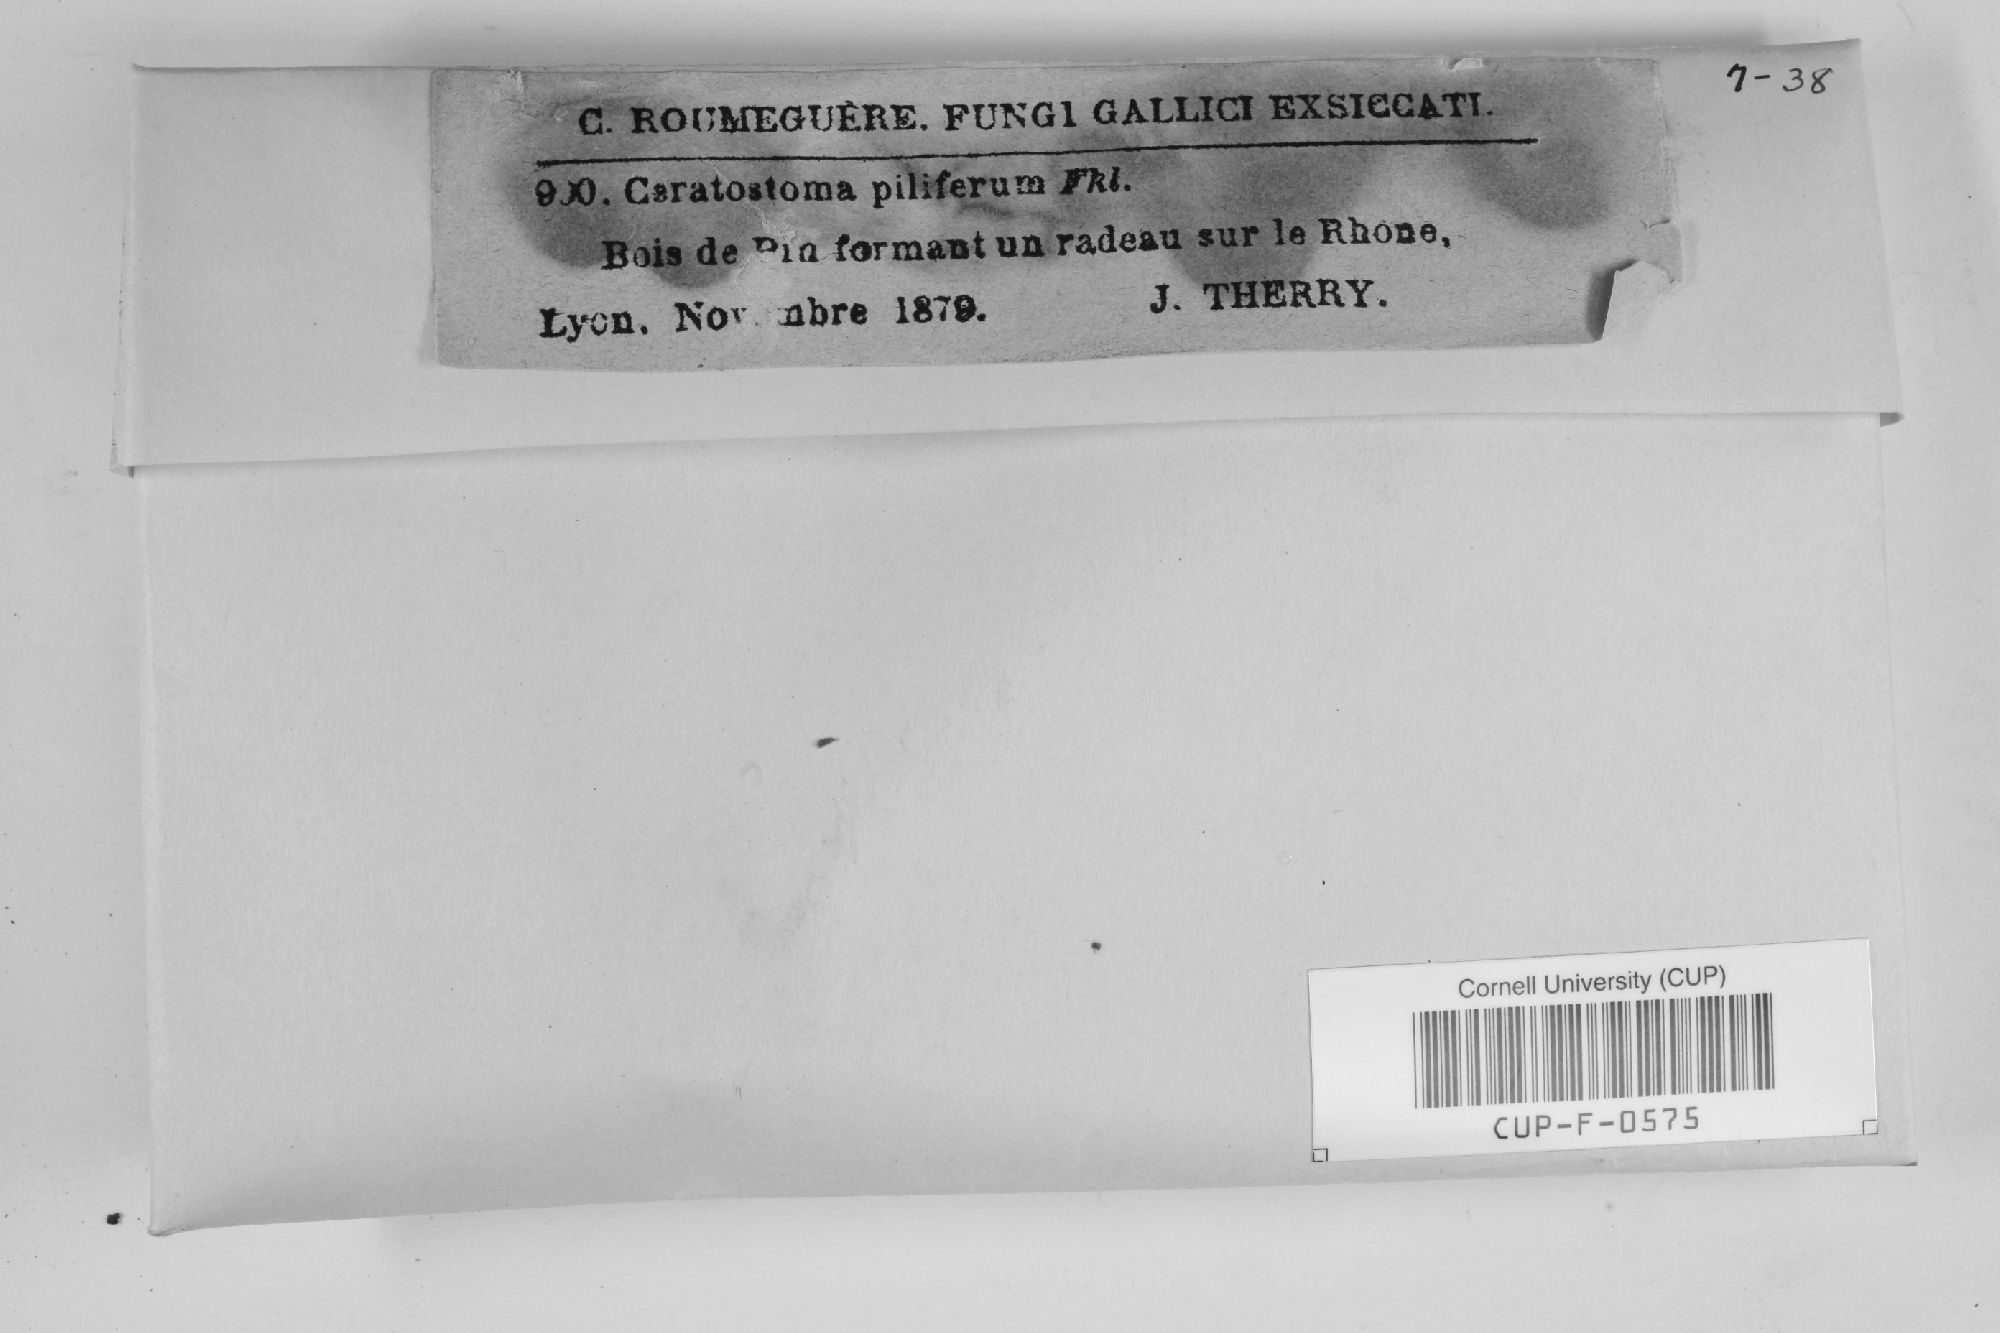 7-38
C. ROUMEGUÈRE. FUNGI GALLICI EXSICCATI.
900. Ceratostoma piliferum Fkl.
Bois de Pin formant un radeau sur le Rhône,
Lyon. Novembre 1879. J. THERRY.
Cornell University (CUP)
CUP-F-0575